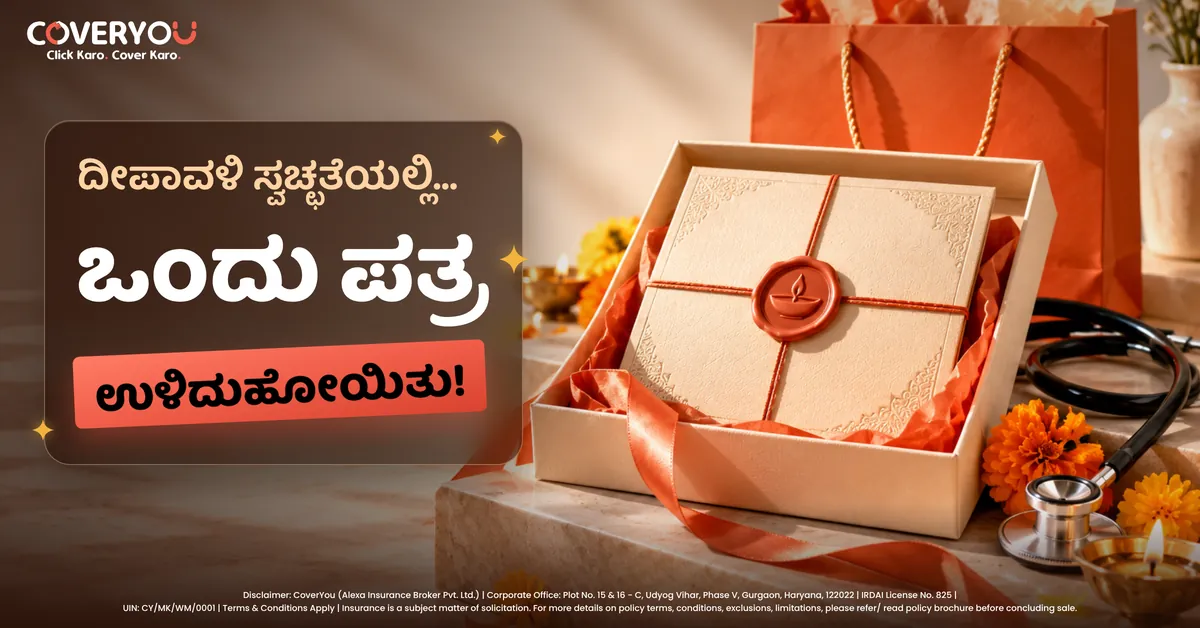 COVERYOU
Click Karo. Cover Karo.
ದೀಪಾವಳಿ ಸ್ವಚ್ಛತೆಯಲ್ಲಿ...
ಒಂದು ಪತ್ರ
ಉಳಿದುಹೋಯಿತು!
Disclaimer: CoverYou (Alexa Insurance Broker Pvt. Ltd.) | Corporate Office: Plot No. 15 & 16 - C, Udyog Vihar, Phase V, Gurgaon, Haryana, 122022 | IRDAI License No. 825 |
UIN: CY/MK/WM/0001 | Terms & Conditions Apply | Insurance is a subject matter of solicitation. For more details on policy terms, conditions, exclusions, limitations, please refer/ read policy brochure before concluding sale.